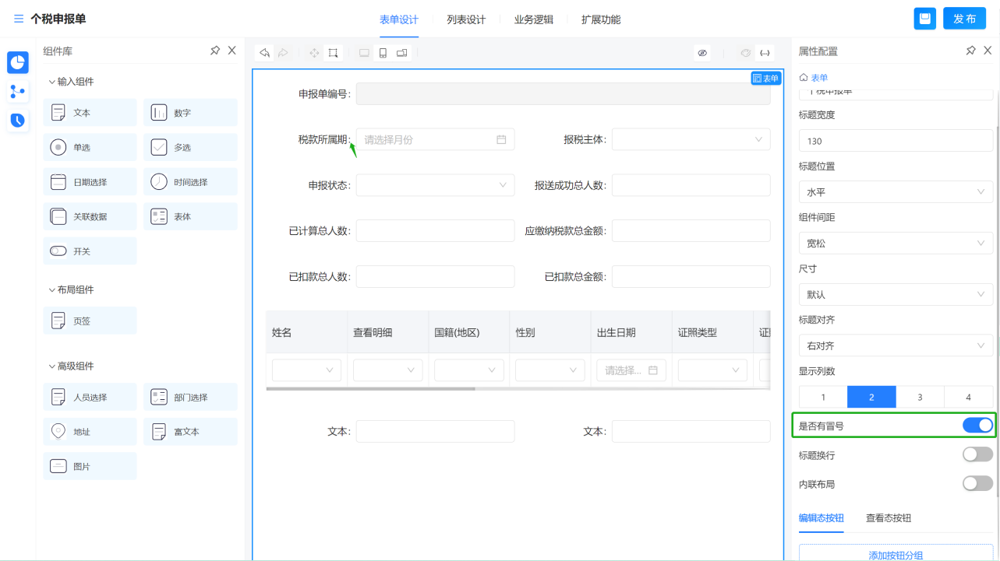 个税申报单
表单设计
列表设计
业务逻辑
扩展功能
发布
组件库
输入组件
文本
数字
单选
多选
日期选择
时间选择
关联数据
表体
开关
布局组件
页签
高级组件
人员选择
部门选择
地址
富文本
图片
表单
申报单编号:
税款所属期:
请选择月份
报税主体:
申报状态:
报送成功总人数:
已计算总人数:
应缴纳税款总金额:
已扣款总人数:
已扣款总金额:
姓名
查看明细
国籍(地区)
性别
出生日期
证照类型
请选择...
文本:
文本:
属性配置
表单
个税申报单
标题宽度
130
标题位置
水平
组件间距
宽松
尺寸
默认
标题对齐
右对齐
显示列数
1
2
3
4
是否有冒号
标题换行
内联布局
编辑态按钮
查看态按钮
添加按钮分组